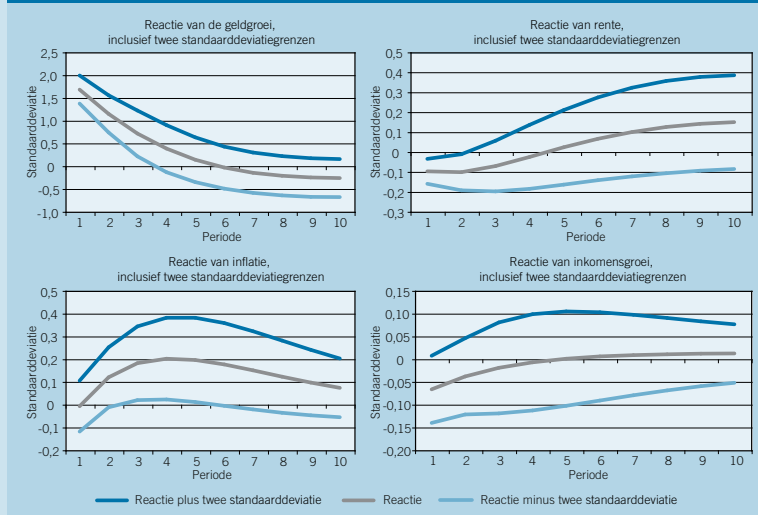 Reactie van de geldgroei,
inclusief twee standaarddeviatiegrenzen
Standaarddeviatie
2,5
2,0
1,5
1,0
0,5
0
-0,5
-1,0
1 2 3 4 5 6 7 8 9 10
Periode
Reactie van rente,
inclusief twee standaarddeviatiegrenzen
Standaarddeviatie
0,5
0,4
0,3
0,2
0,1
0
-0,1
-0,2
-0,3
1 2 3 4 5 6 7 8 9 10
Periode
Reactie van inflatie,
inclusief twee standaarddeviatiegrenzen
Standaarddeviatie
0,5
0,4
0,3
0,2
0,1
0
-0,1
-0,2
1 2 3 4 5 6 7 8 9 10
Periode
Reactie van inkomensgroei,
inclusief twee standaarddeviatiegrenzen
Standaarddeviatie
0,15
0,10
0,05
0
-0,05
-0,10
-0,15
-0,20
1 2 3 4 5 6 7 8 9 10
Periode
Reactie plus twee standaarddeviatie Reactie Reactie minus twee standaarddeviatie